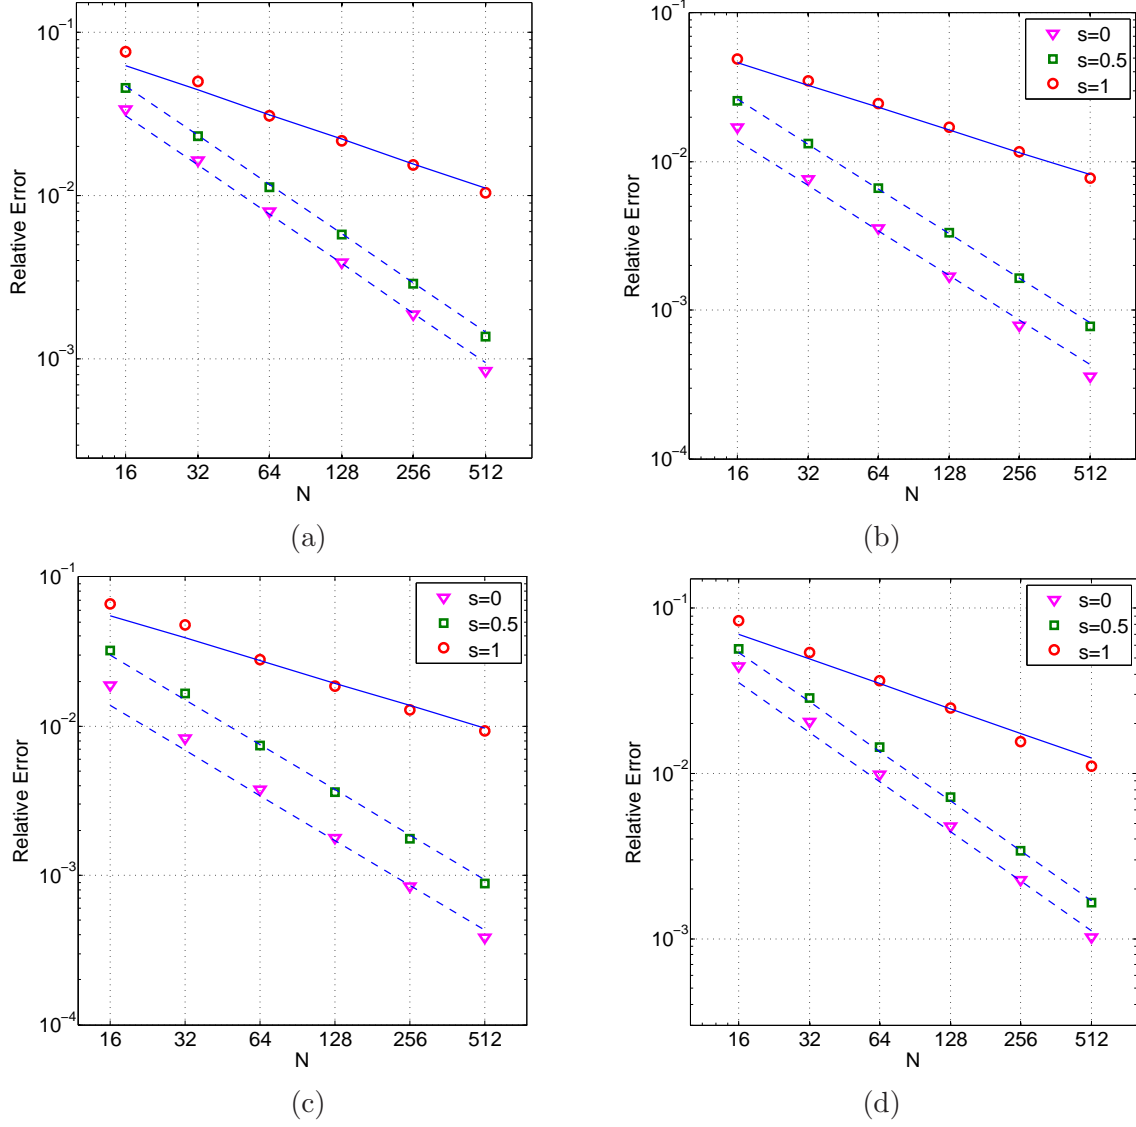 10^-1
10^-2
10^-3
Relative Error
16 32 64 128 256 512
N
(a)
10^-1
10^-2
10^-3
10^-4
Relative Error
s=0
s=0.5
s=1
16 32 64 128 256 512
N
(b)
10^-1
10^-2
10^-3
10^-4
Relative Error
s=0
s=0.5
s=1
16 32 64 128 256 512
N
(c)
10^-1
10^-2
10^-3
Relative Error
s=0
s=0.5
s=1
16 32 64 128 256 512
N
(d)